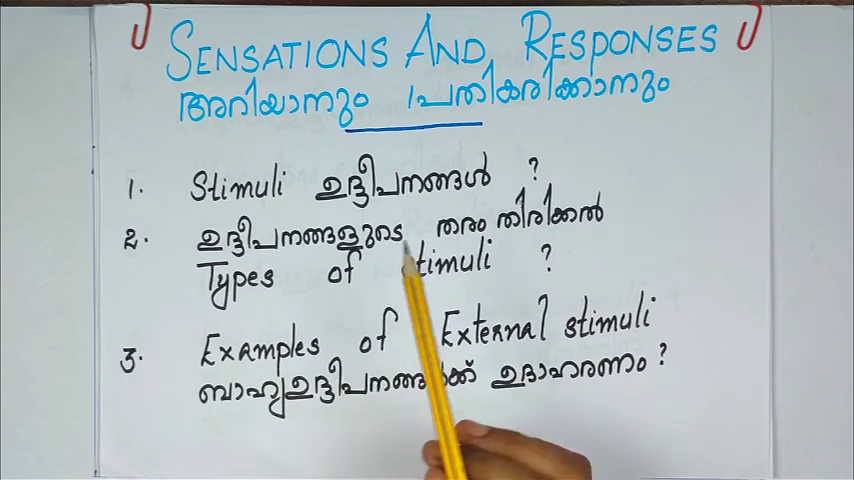 SENSATIONS AND RESPONSES
അറിയാനും പ്രതികരിക്കാനും
1. Stimuli ഉദ്ദീപനങ്ങൾ ?
2. ഉദ്ദീപനങ്ങളുടെ തരം തിരിക്കൽ
Types of stimuli ?
3. Examples of External stimuli
ബാഹ്യഉദ്ദീപനങ്ങൾക്ക് ഉദാഹരണം ?